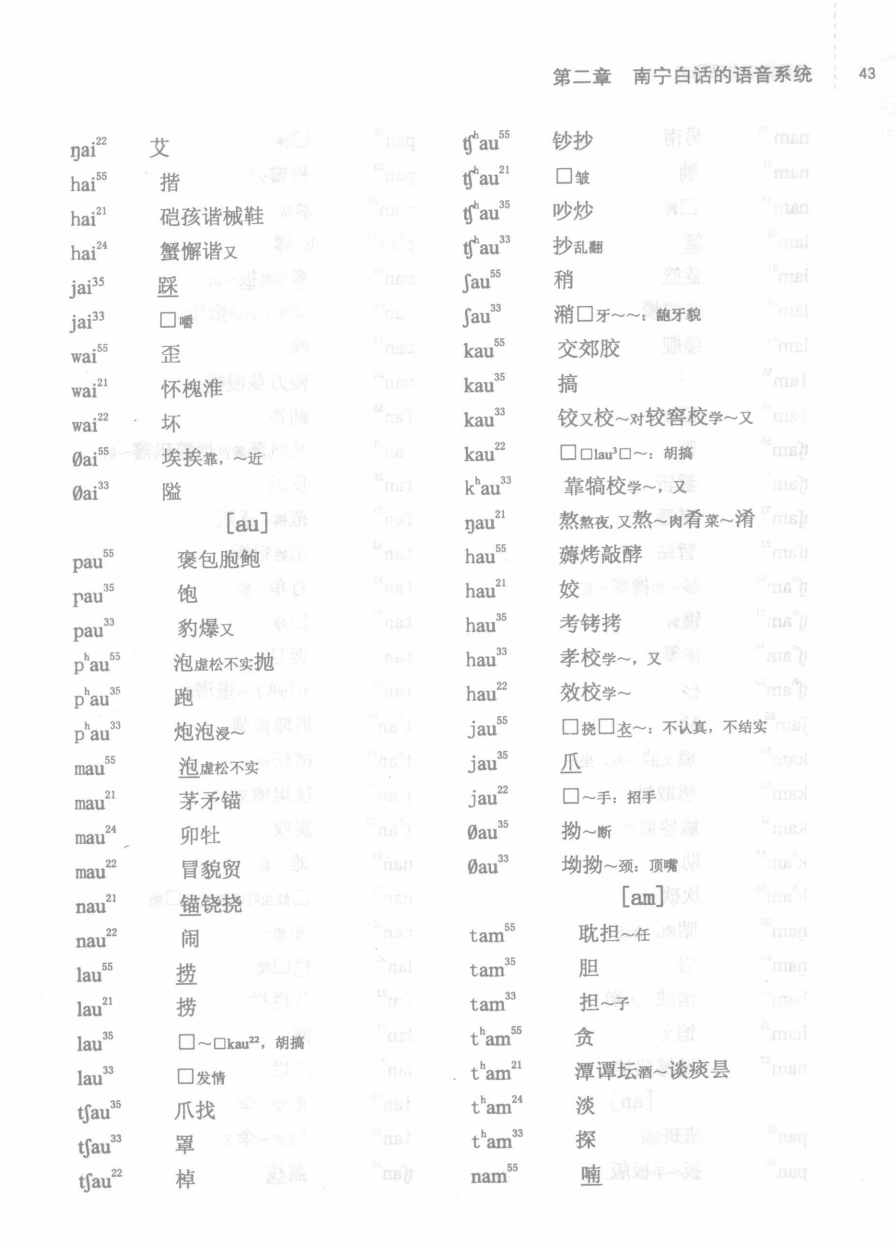 第二章　南宁白话的语音系统　43
ŋai²² 艾
hai⁵⁵ 揩
hai²¹ 硙孩谐械鞋
hai²⁴ 蟹懈谐又
jai³⁵ 踩
jai³³ □嚼
wai⁵⁵ 歪
wai²¹ 怀槐淮
wai²² 坏
Øai⁵⁵ 埃挨靠，～近
Øai³³ 隘
[au]
pau⁵⁵ 褒包胞鲍
pau³⁵ 饱
pau³³ 豹爆又
pʰau⁵⁵ 泡虚松不实抛
pʰau³⁵ 跑
pʰau³³ 炮泡浸～
mau⁵⁵ 泡虚松不实
mau²¹ 茅矛锚
mau²⁴ 卯牡
mau²² 冒貌贸
nau²¹ 锚铙挠
nau²² 闹
lau⁵⁵ 捞
lau²¹ 捞
lau³⁵ □～□kau²²，胡搞
lau³³ □发情
tʃau³⁵ 爪找
tʃau³³ 罩
tʃau²² 棹
tʃʰau⁵⁵ 钞抄
tʃʰau²¹ □皱
tʃʰau³⁵ 吵炒
tʃʰau³³ 抄乱翻
ʃau⁵⁵ 稍
ʃau³³ 潲□牙～～：龅牙貌
kau⁵⁵ 交郊胶
kau³⁵ 搞
kau³³ 铰又校～对较窖校学～又
kau²² □□lau³□～：胡搞
kʰau³³ 靠犒校学～，又
ŋau²¹ 熬熬夜，又熬～肉肴菜～淆
hau⁵⁵ 薅烤敲酵
hau²¹ 姣
hau³⁵ 考铐拷
hau³³ 孝校学～，又
hau²² 效校学～
jau⁵⁵ □挠□衣～：不认真，不结实
jau³⁵ 爪
jau²² □～手：招手
Øau³⁵ 拗～断
Øau³³ 坳拗～颈：顶嘴
[am]
tam⁵⁵ 耽担～任
tam³⁵ 胆
tam³³ 担～子
tʰam⁵⁵ 贪
tʰam²¹ 潭谭坛酒～谈痰昙
tʰam²⁴ 淡
tʰam³³ 探
nam⁵⁵ 喃